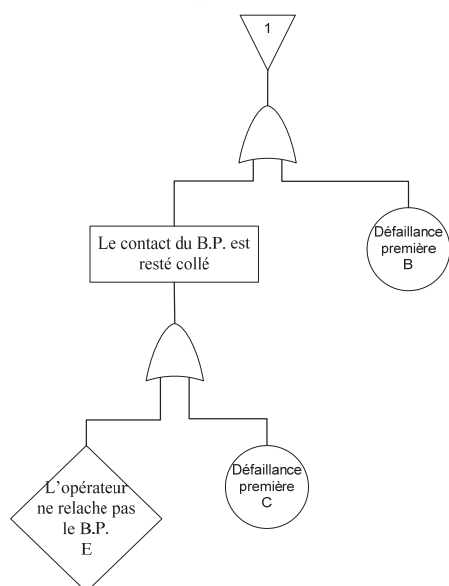 1
Le contact du B.P. est
resté collé
Défaillance
première
B
L'opérateur
ne relache pas
le B.P.
E
Défaillance
première
C